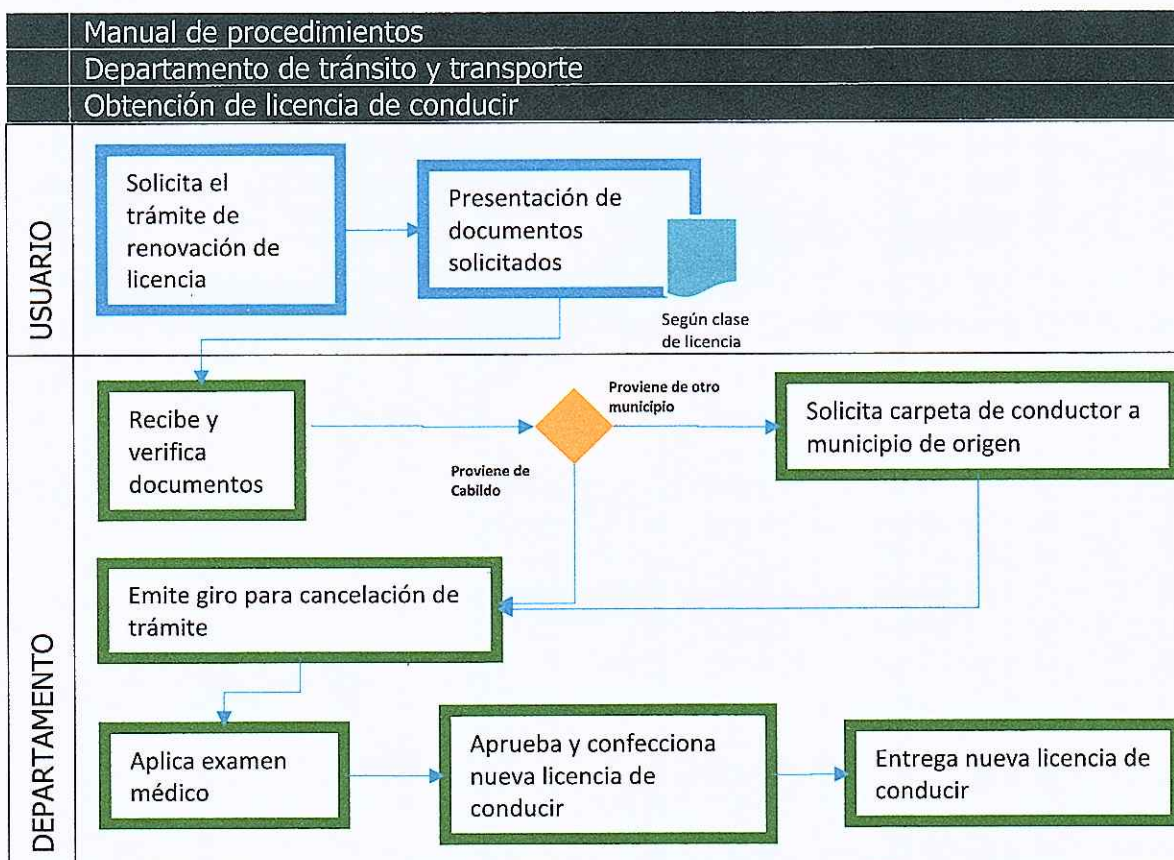 Manual de procedimientos
Departamento de tránsito y transporte
Obtención de licencia de conducir
USUARIO
Solicita el
trámite de
renovación de
licencia
Presentación de
documentos
solicitados
Según clase
de licencia
DEPARTAMENTO
Recibe y
verifica
documentos
Proviene de otro
municipio
Proviene de
Cabildo
Solicita carpeta de conductor a
municipio de origen
Emite giro para cancelación de
trámite
Aplica examen
médico
Aprueba y confecciona
nueva licencia de
conducir
Entrega nueva licencia de
conducir